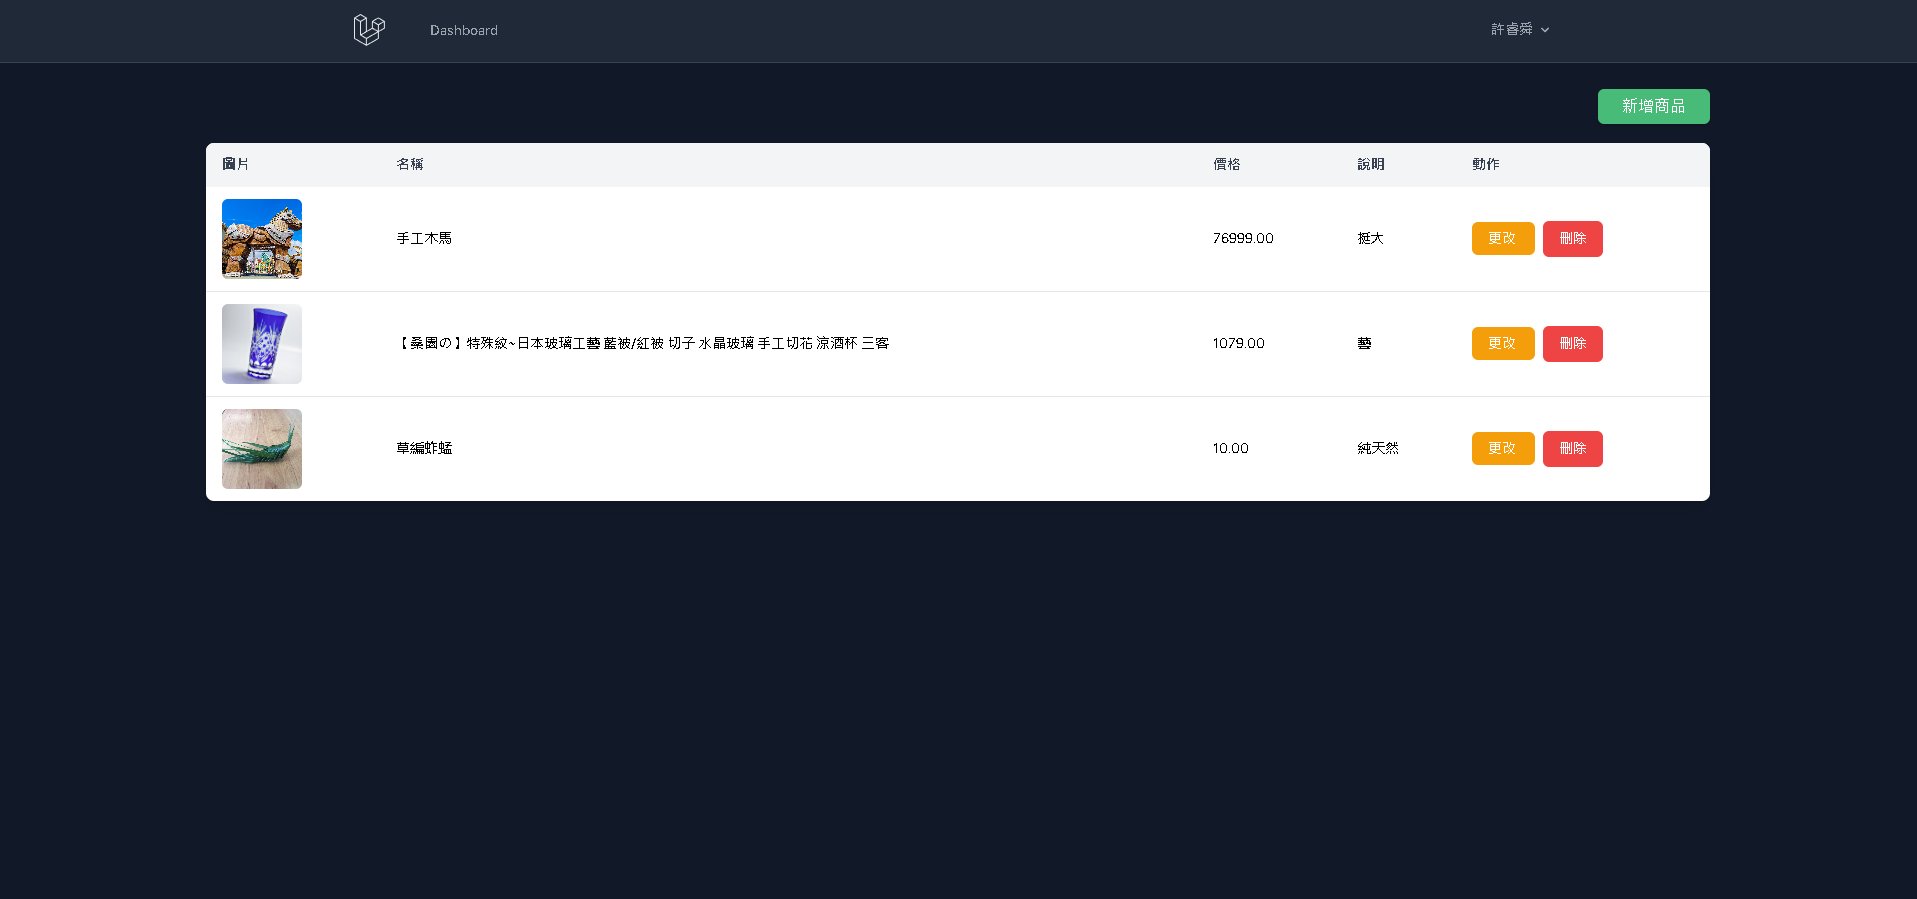 Dashboard
許睿舜
新增商品
圖片 名稱 價格 說明 動作
手工木馬 76999.00 挺大 更改 刪除
【桑園の】特殊紋~日本玻璃工藝 藍被/紅被 切子 水晶玻璃 手工切花 涼酒杯 三客 1079.00 藝 更改 刪除
草編蚱蜢 10.00 純天然 更改 刪除